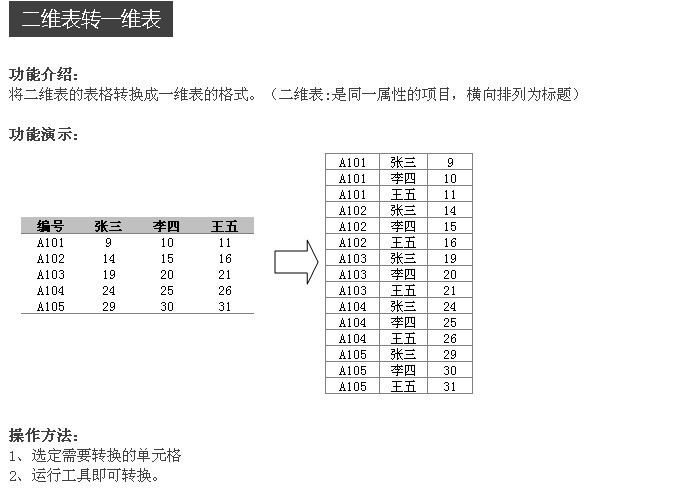 二维表转一维表
功能介绍:
将二维表的表格转换成一维表的格式。（二维表:是同一属性的项目，横向排列为标题）
功能演示:
编号 张三 李四 王五
A101 9 10 11
A102 14 15 16
A103 19 20 21
A104 24 25 26
A105 29 30 31
A101 张三 9
A101 李四 10
A101 王五 11
A102 张三 14
A102 李四 15
A102 王五 16
A103 张三 19
A103 李四 20
A103 王五 21
A104 张三 24
A104 李四 25
A104 王五 26
A105 张三 29
A105 李四 30
A105 王五 31
操作方法:
1、选定需要转换的单元格
2、运行工具即可转换。